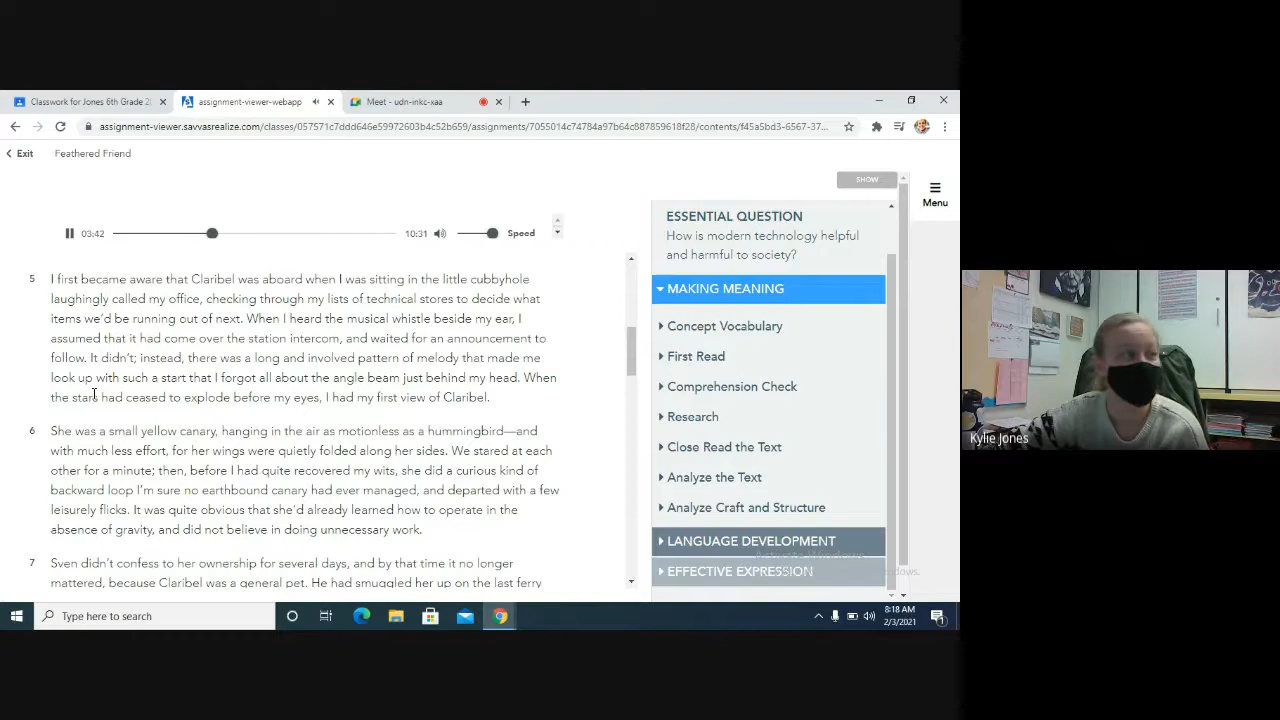 Classwork for Jones 6th Grade 2
assignment-viewer-webapp
Meet - udn-inkc-xaa
assignment-viewer.savvasrealize.com/classes/057571c7ddd646e59972603b4c52b659/assignments/7055014c74784a97b64c887859618f28/contents/f45a5bd3-6567-37...
Exit
Feathered Friend
SHOW
Menu
03:42
10:31
Speed
5 I first became aware that Claribel was aboard when I was sitting in the little cubbyhole
laughingly called my office, checking through my lists of technical stores to decide what
items we'd be running out of next. When I heard the musical whistle beside my ear, I
assumed that it had come over the station intercom, and waited for an announcement to
follow. It didn't; instead, there was a long and involved pattern of melody that made me
look up with such a start that I forgot all about the angle beam just behind my head. When
the stars had ceased to explode before my eyes, I had my first view of Claribel.
6 She was a small yellow canary, hanging in the air as motionless as a hummingbird—and
with much less effort, for her wings were quietly folded along her sides. We stared at each
other for a minute; then, before I had quite recovered my wits, she did a curious kind of
backward loop I'm sure no earthbound canary had ever managed, and departed with a few
leisurely flicks. It was quite obvious that she'd already learned how to operate in the
absence of gravity, and did not believe in doing unnecessary work.
7 Sven didn't confess to her ownership for several days, and by that time it no longer
mattered, because Claribel was a general pet. He had smuggled her up on the last ferry
ESSENTIAL QUESTION
How is modern technology helpful
and harmful to society?
MAKING MEANING
Concept Vocabulary
First Read
Comprehension Check
Research
Close Read the Text
Analyze the Text
Analyze Craft and Structure
LANGUAGE DEVELOPMENT
Activate Windows
EFFECTIVE EXPRESSION
Kylie Jones
Type here to search
8:18 AM
2/3/2021
1